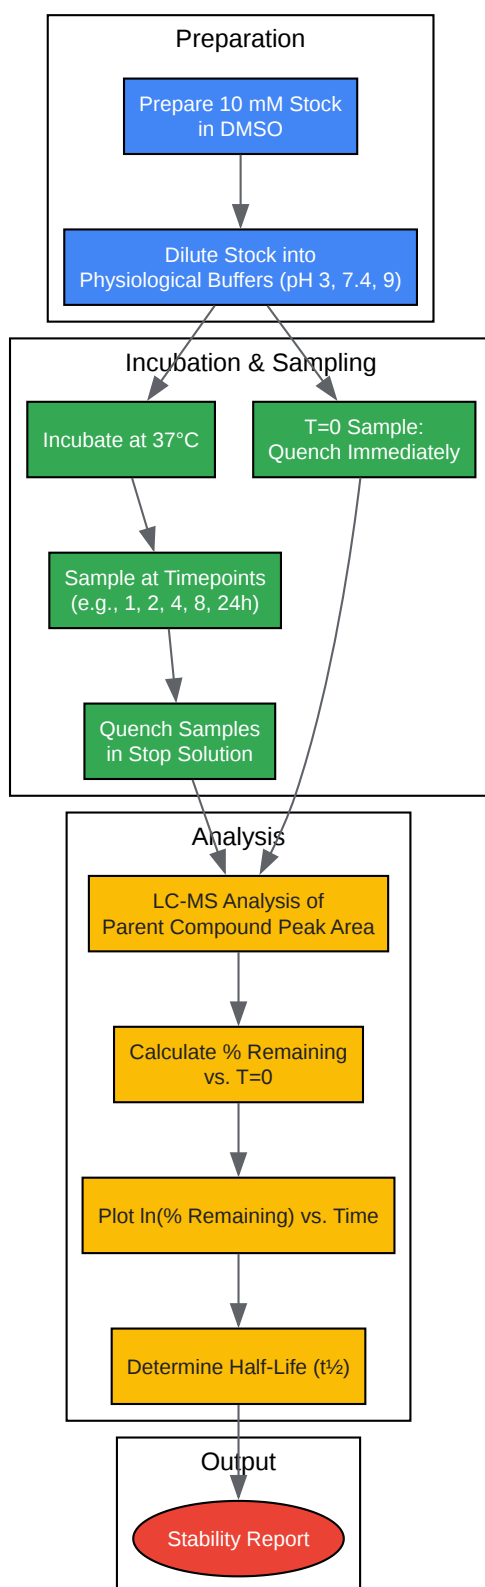 Preparation
Prepare 10 mM Stock
in DMSO
Dilute Stock into
Physiological Buffers (pH 3, 7.4, 9)
Incubation & Sampling
Incubate at 37°C
T=0 Sample:
Quench Immediately
Sample at Timepoints
(e.g., 1, 2, 4, 8, 24h)
Quench Samples
in Stop Solution
Analysis
LC-MS Analysis of
Parent Compound Peak Area
Calculate % Remaining
vs. T=0
Plot ln(% Remaining) vs. Time
Determine Half-Life (t½)
Output
Stability Report